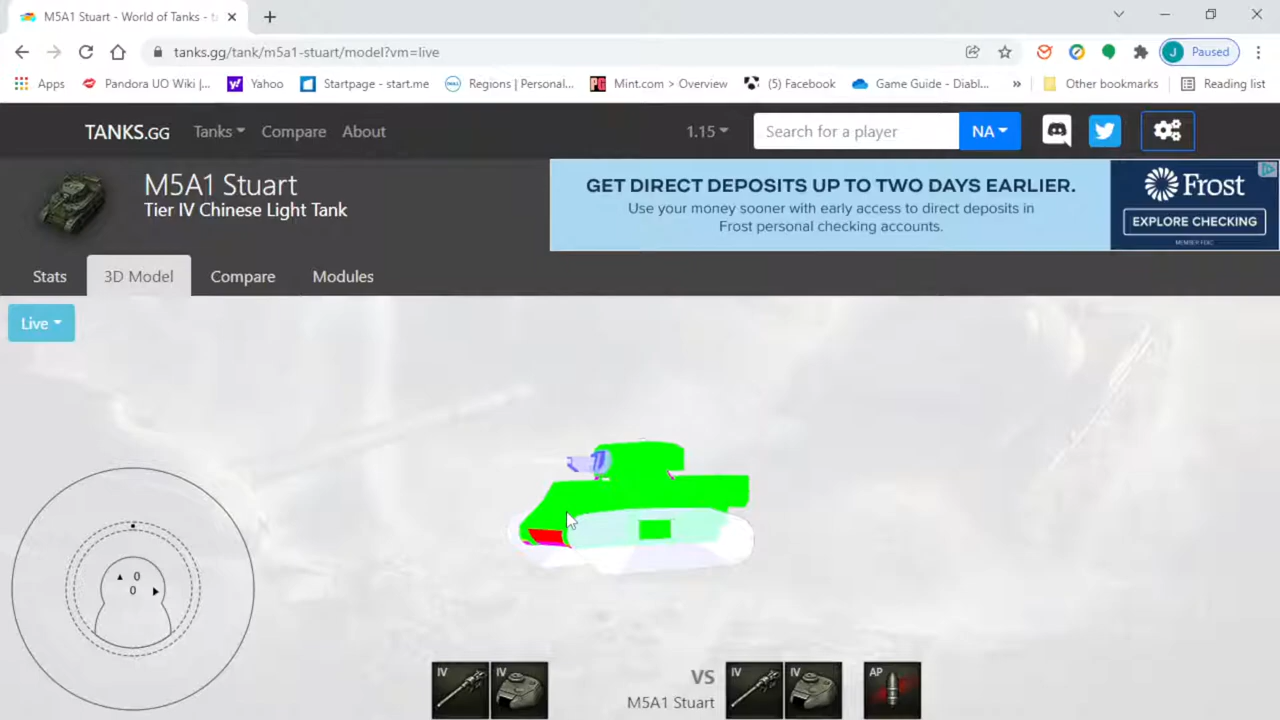 M5A1 Stuart - World of Tanks - t
tanks.gg/tank/m5a1-stuart/model?vm=live
J Paused
Apps Pandora UO Wiki |... Yahoo Startpage - start.me Regions | Personal... Mint.com > Overview (5) Facebook Game Guide - Diabl... » Other bookmarks Reading list
TANKS.GG Tanks Compare About 1.15 Search for a player NA
M5A1 Stuart
Tier IV Chinese Light Tank
GET DIRECT DEPOSITS UP TO TWO DAYS EARLIER.
Use your money sooner with early access to direct deposits in
Frost personal checking accounts.
Frost
EXPLORE CHECKING
MEMBER FDIC
Stats 3D Model Compare Modules
Live
0
0
IV IV VS IV IV AP
M5A1 Stuart